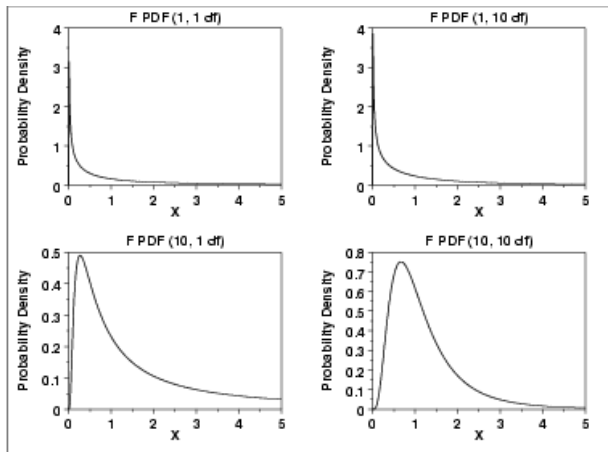 F PDF (1, 1 df)
4
3
2
1
0
Probability Density
0 1 2 3 4 5
X
F PDF (1, 10 df)
4
3
2
1
0
Probability Density
0 1 2 3 4 5
X
F PDF (10, 1 df)
0.5
0.4
0.3
0.2
0.1
0
Probability Density
0 1 2 3 4 5
X
F PDF (10, 10 df)
0.8
0.7
0.6
0.5
0.4
0.3
0.2
0.1
0
Probability Density
0 1 2 3 4 5
X